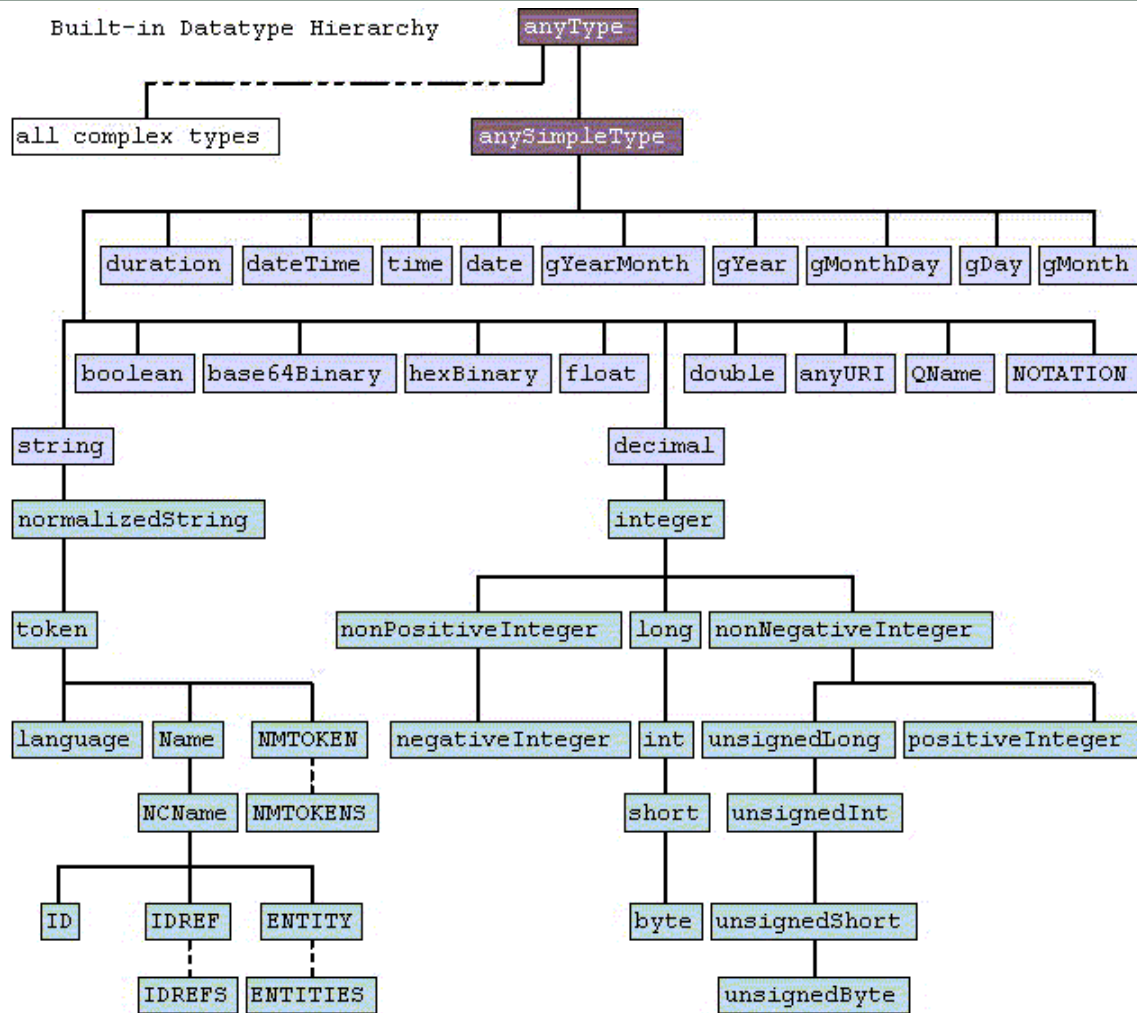 Built-in Datatype Hierarchy
anyType
all complex types
anySimpleType
duration dateTime time date gYearMonth gYear gMonthDay gDay gMonth
boolean base64Binary hexBinary float double anyURI QName NOTATION
string decimal
normalizedString integer
token nonPositiveInteger long nonNegativeInteger
language Name NMTOKEN negativeInteger int unsignedLong positiveInteger
NCName NMTOKENS short unsignedInt
ID IDREF ENTITY byte unsignedShort
IDREFS ENTITIES unsignedByte